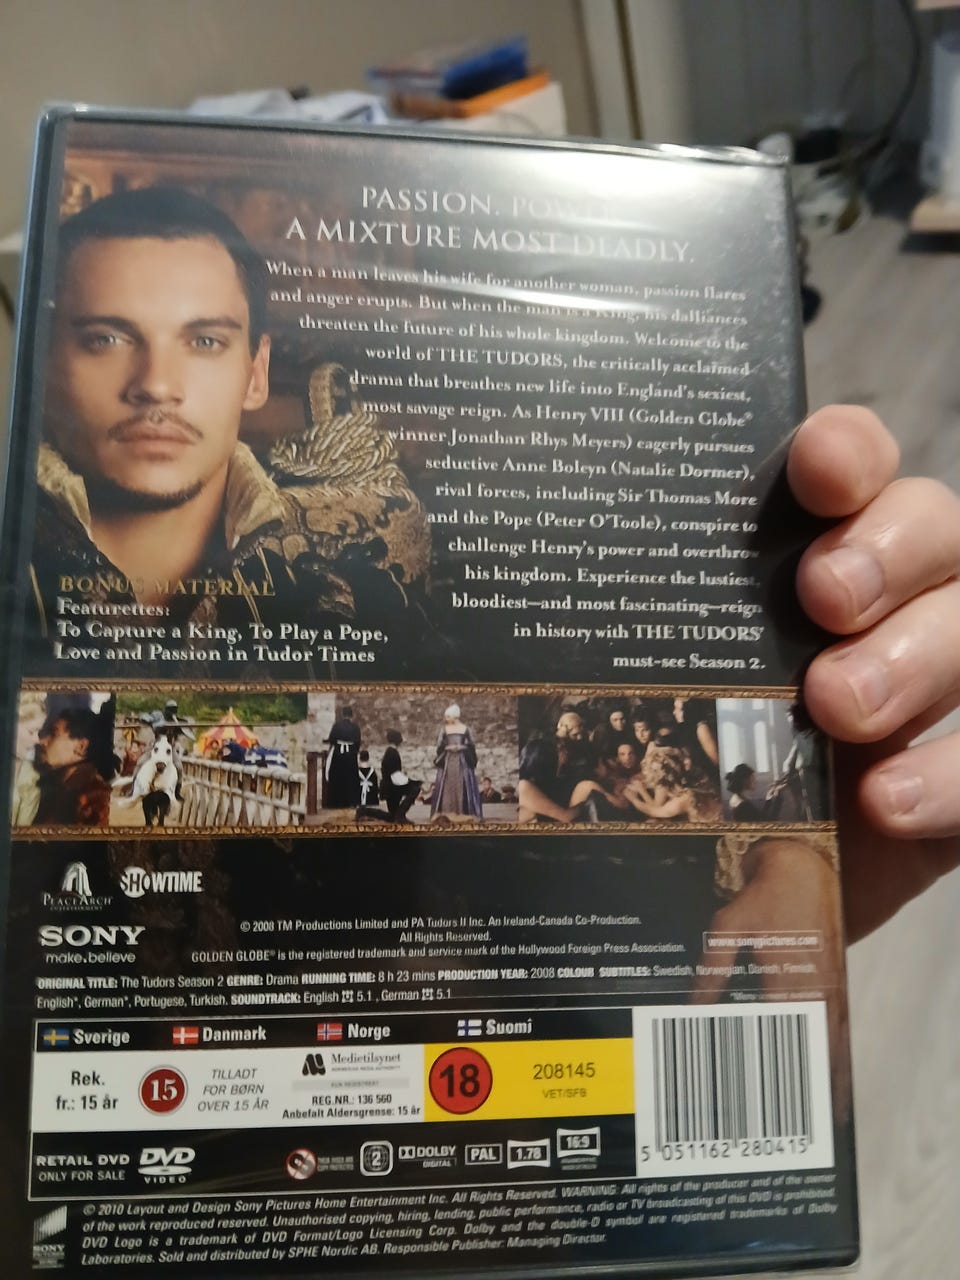 PASSION. POWER.
A MIXTURE MOST DEADLY.
When a man leaves his wife for another woman, passion flares
and anger erupts. But when the man is a King, his dalliances
threaten the future of his whole kingdom. Welcome to the
world of THE TUDORS, the critically acclaimed
drama that breathes new life into England's sexiest,
most savage reign. As Henry VIII (Golden Globe®
winner Jonathan Rhys Meyers) eagerly pursues
seductive Anne Boleyn (Natalie Dormer),
rival forces, including Sir Thomas More
and the Pope (Peter O'Toole), conspire to
challenge Henry's power and overthrow
his kingdom. Experience the lustiest,
bloodiest—and most fascinating—reign
in history with THE TUDORS'
must-see Season 2.
BONUS MATERIAL
Featurettes:
To Capture a King, To Play a Pope,
Love and Passion in Tudor Times
PEACE ARCH
ENTERTAINMENT
SHOWTIME
SONY
make.believe
© 2008 TM Productions Limited and PA Tudors II Inc. An Ireland-Canada Co-Production.
All Rights Reserved.
GOLDEN GLOBE® is the registered trademark and service mark of the Hollywood Foreign Press Association.
www.sonypictures.com
ORIGINAL TITLE: The Tudors Season 2 GENRE: Drama RUNNING TIME: 8 h 23 mins PRODUCTION YEAR: 2008 COLOUR SUBTITLES: Swedish, Norwegian, Danish, Finnish,
English*, German*, Portugese, Turkish. SOUNDTRACK: English 5.1, German 5.1
Sverige
Danmark
Norge
Suomi
Rek.
fr.: 15 år
15
TILLADT
FOR BØRN
OVER 15 ÅR
Medietilsynet
NORWEGIAN MEDIA AUTHORITY
KUN REGISTRERT
REG.NR.: 136 560
Anbefalt Aldersgrense: 15 år
18
208145
VET/SFB
5 051162 280415
RETAIL DVD
ONLY FOR SALE
DVD
VIDEO
2
DOLBY
DIGITAL
PAL
1.78
16:9
© 2010 Layout and Design Sony Pictures Home Entertainment Inc. All Rights Reserved. WARNING: All rights of the producer and of the owner
of the work reproduced reserved. Unauthorised copying, hiring, lending, public performance, radio or TV broadcasting of this DVD is prohibited.
DVD Logo is a trademark of DVD Format/Logo Licensing Corp. Dolby and the double-D symbol are registered trademarks of Dolby
Laboratories. Sold and distributed by SPHE Nordic AB. Responsible Publisher: Managing Director.
SONY